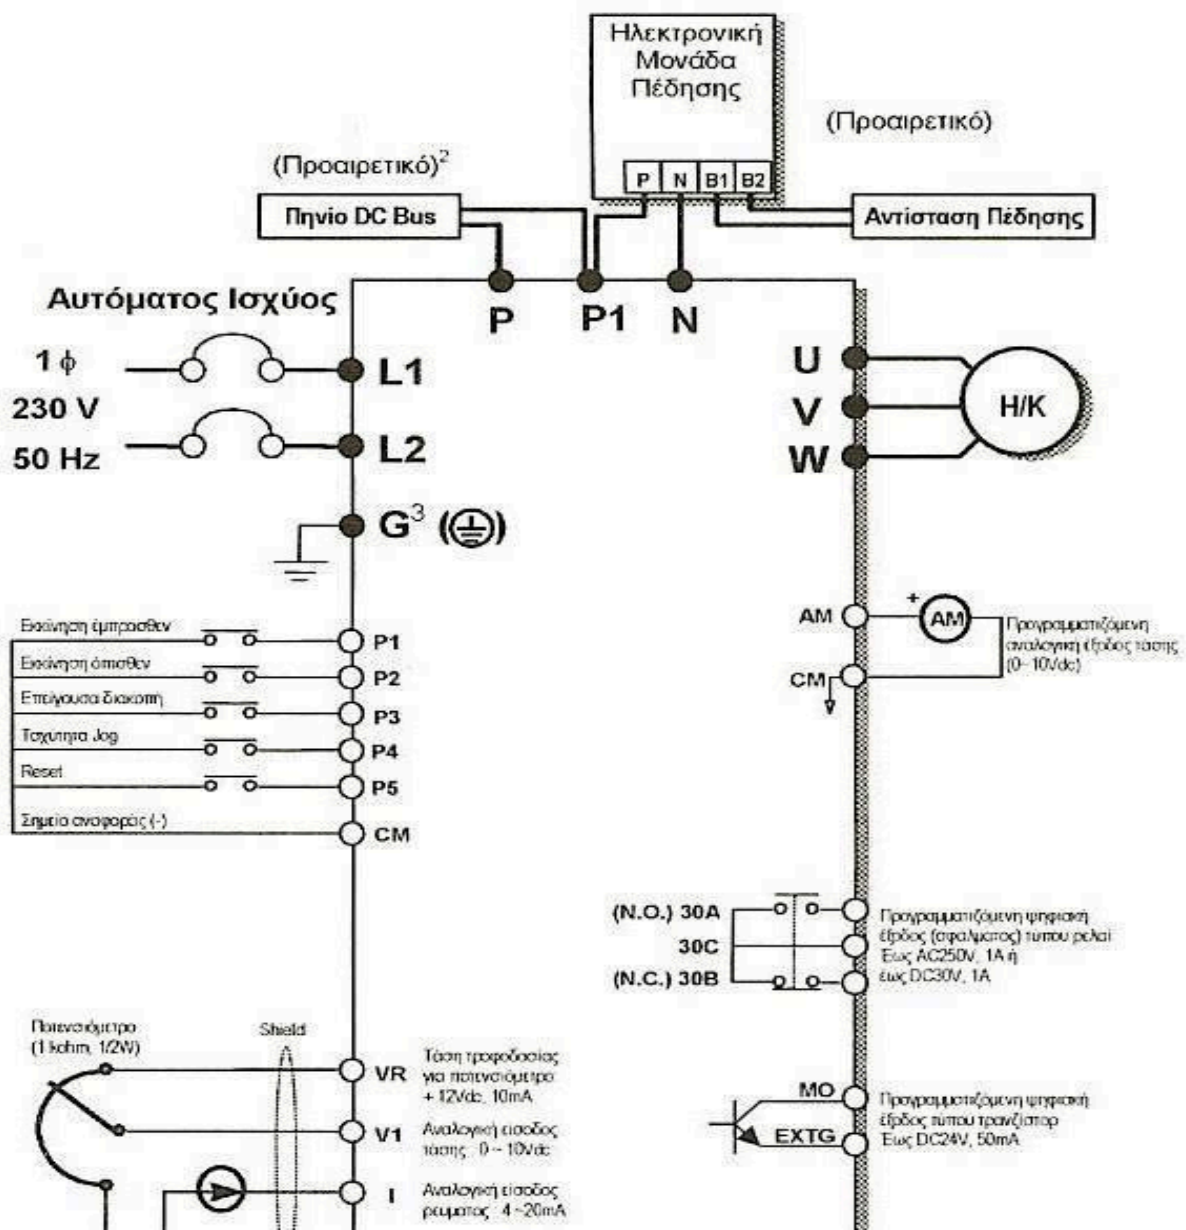 Ηλεκτρονική
Μονάδα
Πέδησης
(Προαιρετικό)
(Προαιρετικό)²
P N B1 B2
Πηνίο DC Bus
Αντίσταση Πέδησης
Αυτόματος Ισχύος
P P1 N
1 ϕ
230 V
50 Hz
L1
L2
G³
U
V
W
Η/Κ
Εκκίνηση έμπροσθεν
P1
Εκκίνηση όπισθεν
P2
Επείγουσα διακοπή
P3
Ταχύτητα Jog
P4
Reset
P5
Σημείο αναφοράς (-)
CM
AM
+
AM
Προγραμματιζόμενη
αναλογική έξοδος τάσης
(0~10Vdc)
CM
(N.O.) 30A
30C
(N.C.) 30B
Προγραμματιζόμενη ψηφιακή
έξοδος (σφάλματος) τύπου ρελαί
Έως AC250V, 1A ή
έως DC30V, 1A
Ποτενσιόμετρο
(1 kohm, 1/2W)
Shield
VR
Τάση τροφοδοσίας
για ποτενσιόμετρο
+ 12Vdc, 10mA
V1
Αναλογική είσοδος
τάσης : 0 ~ 10Vdc
I
Αναλογική είσοδος
ρεύματος : 4 ~20mA
MO
EXTG
Προγραμματιζόμενη ψηφιακή
έξοδος τύπου τρανζίστορ
Έως DC24V, 50mA